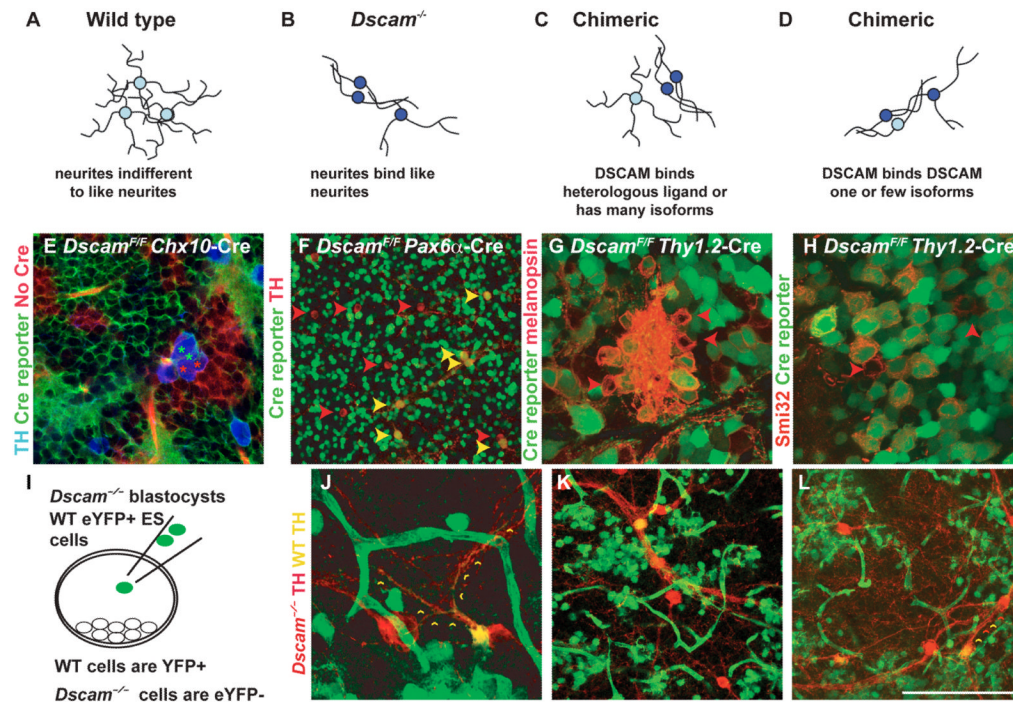 A Wild type
B Dscam-/-
C Chimeric
D Chimeric
neurites indifferent
to like neurites
neurites bind like
neurites
DSCAM binds
heterologous ligand or
has many isoforms
DSCAM binds DSCAM
one or few isoforms
E DscamF/F Chx10-Cre
TH Cre reporter No Cre
F DscamF/F Pax6α-Cre
Cre reporter TH
G DscamF/F Thy1.2-Cre
Cre reporter melanopsin
H DscamF/F Thy1.2-Cre
Smi32 Cre reporter
I
Dscam-/- blastocysts
WT eYFP+ ES
cells
WT cells are YFP+
Dscam-/- cells are eYFP-
J
Dscam-/- TH WT TH
K
L